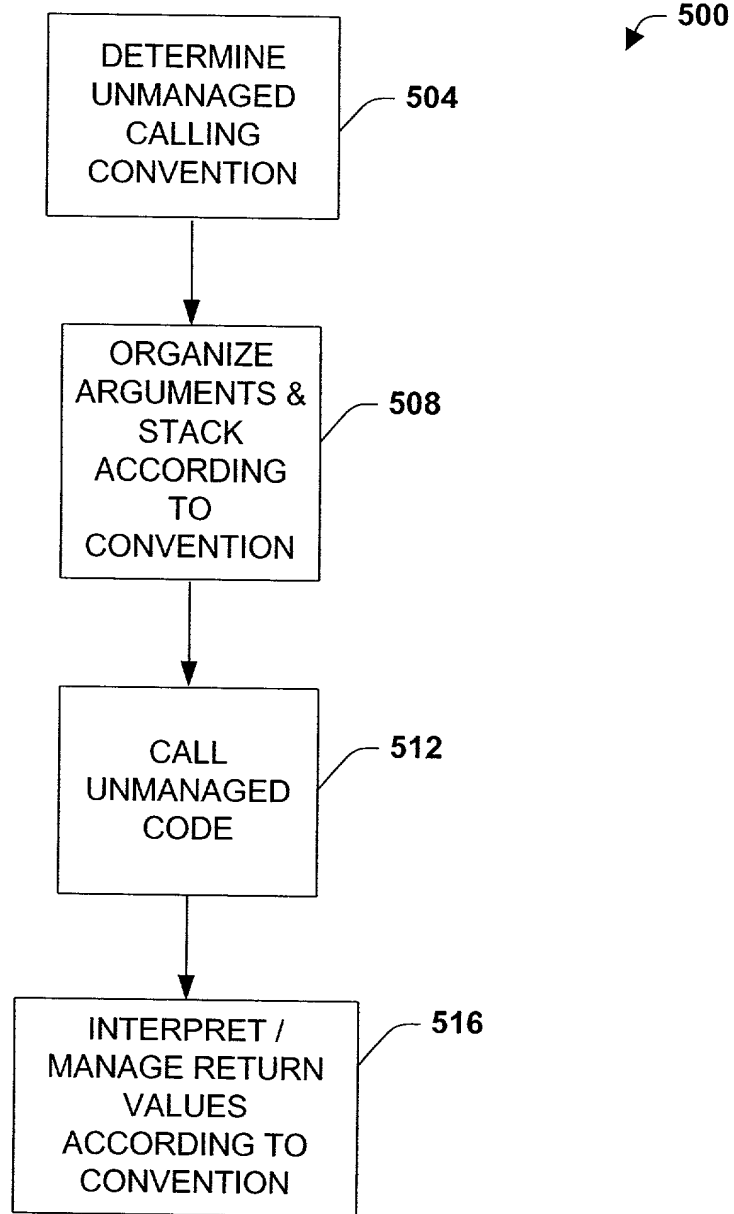 500
DETERMINE
UNMANAGED
CALLING
CONVENTION
504
ORGANIZE
ARGUMENTS &
STACK
ACCORDING
TO
CONVENTION
508
CALL
UNMANAGED
CODE
512
INTERPRET /
MANAGE RETURN
VALUES
ACCORDING TO
CONVENTION
516